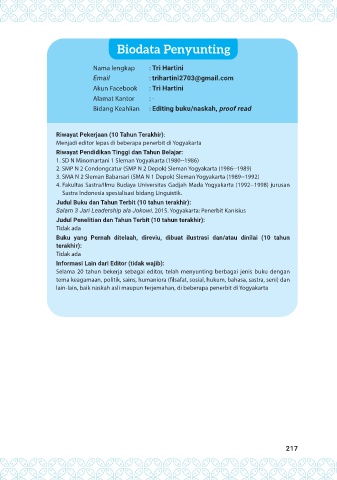 Biodata Penyunting
Nama lengkap : Tri Hartini
Email : trihartini2703@gmail.com
Akun Facebook : Tri Hartini
Alamat Kantor : -
Bidang Keahlian : Editing buku/naskah, proof read
Riwayat Pekerjaan (10 Tahun Terakhir):
Menjadi editor lepas di beberapa penerbit di Yogyakarta
Riwayat Pendidikan Tinggi dan Tahun Belajar:
1. SD N Minomartani 1 Sleman Yogyakarta (1980–1986)
2. SMP N 2 Condongcatur (SMP N 2 Depok) Sleman Yogyakarta (1986–1989)
3. SMA N 2 Sleman Babarsari (SMA N 1 Depok) Sleman Yogyakarta (1989–1992)
4. Fakultas Sastra/Ilmu Budaya Universitas Gadjah Mada Yogyakarta (1992–1998) jurusan
Sastra Indonesia spesialisasi bidang Linguistik.
Judul Buku dan Tahun Terbit (10 tahun terakhir):
Salam 3 Jari Leadership ala Jokowi. 2015. Yogyakarta: Penerbit Kanisius
Judul Penelitian dan Tahun Terbit (10 tahun terakhir):
Tidak ada
Buku yang Pernah ditelaah, direviu, dibuat ilustrasi dan/atau dinilai (10 tahun
terakhir):
Tidak ada
Informasi Lain dari Editor (tidak wajib):
Selama 20 tahun bekerja sebagai editor, telah menyunting berbagai jenis buku dengan
tema keagamaan, politik, sains, humaniora (filsafat, sosial, hukum, bahasa, sastra, seni) dan
lain-lain, baik naskah asli maupun terjemahan, di beberapa penerbit di Yogyakarta
217